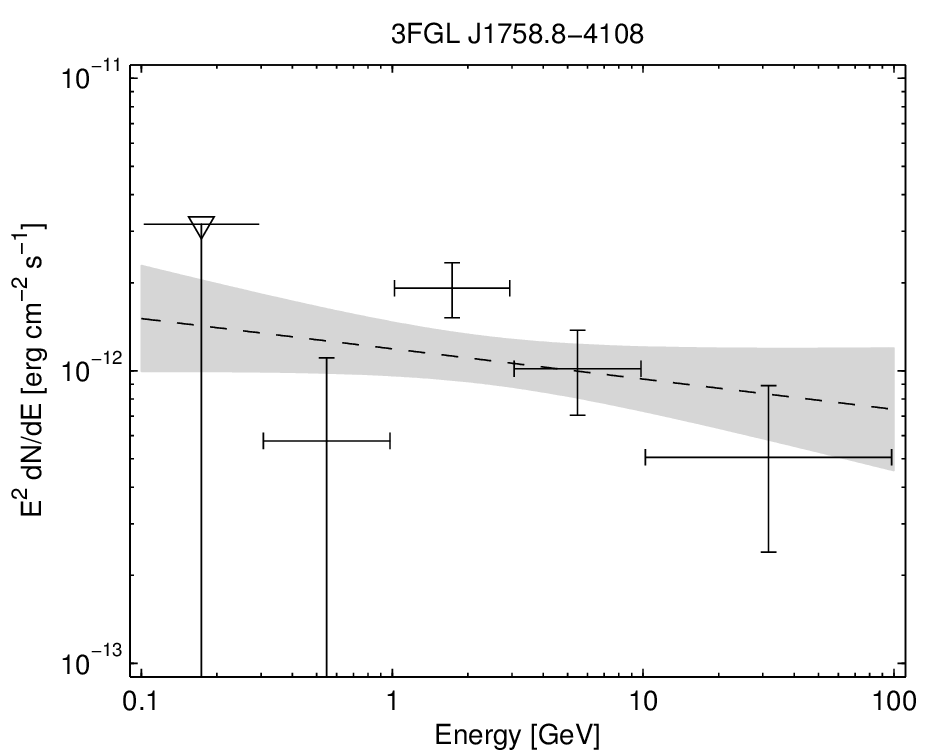 3FGL J1758.8−4108
10⁻¹¹
10⁻¹²
10⁻¹³
E² dN/dE [erg cm⁻² s⁻¹]
0.1 1 10 100
Energy [GeV]